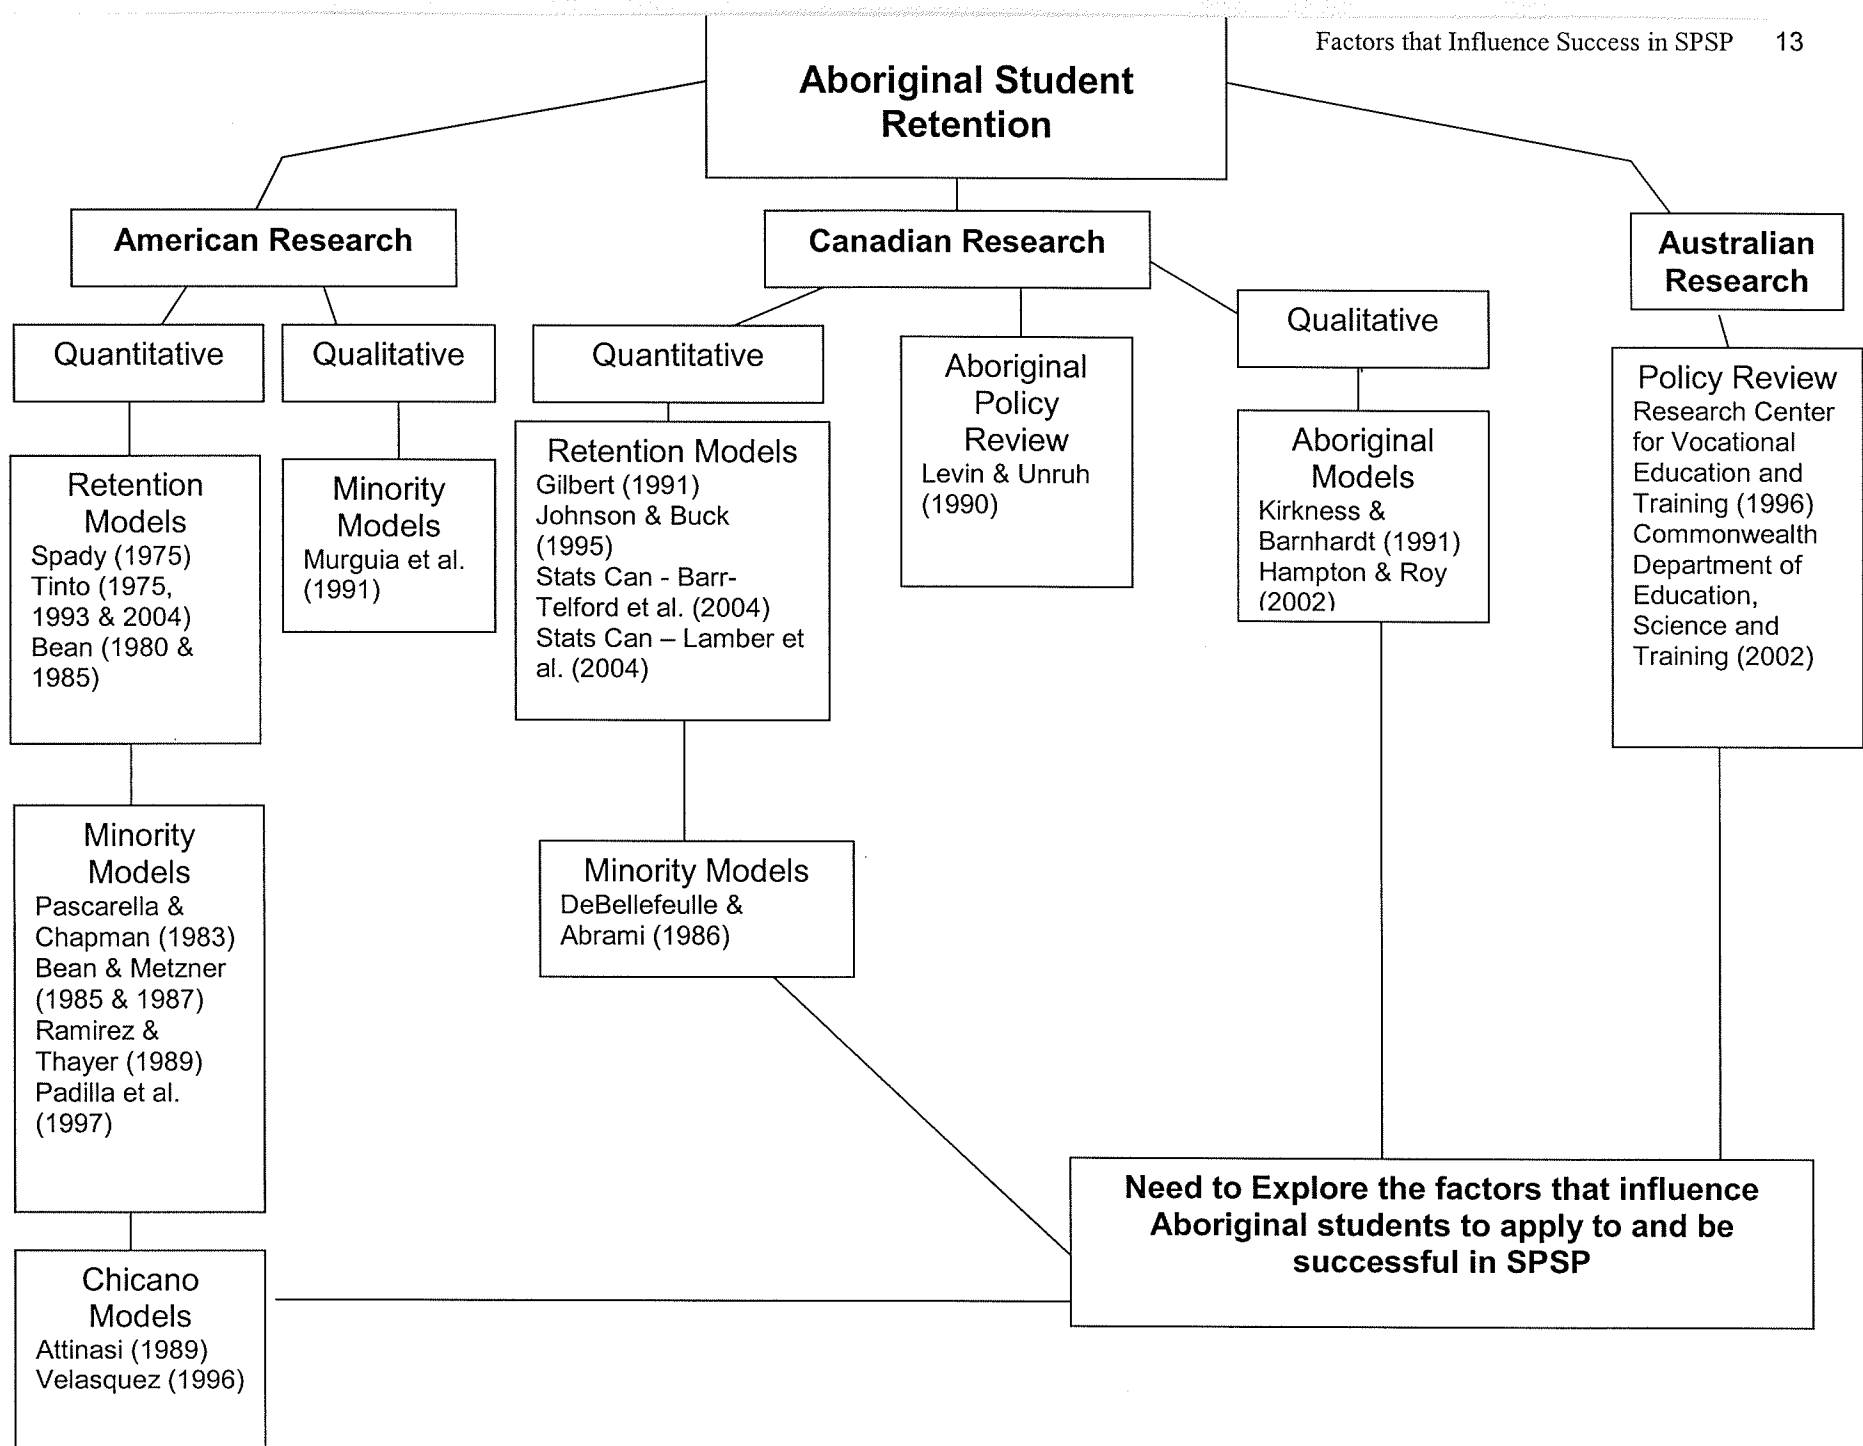 Factors that Influence Success in SPSP 13
Aboriginal Student
Retention
American Research
Canadian Research
Australian
Research
Quantitative
Qualitative
Quantitative
Aboriginal
Policy
Review
Levin & Unruh
(1990)
Qualitative
Policy Review
Research Center
for Vocational
Education and
Training (1996)
Commonwealth
Department of
Education,
Science and
Training (2002)
Retention
Models
Spady (1975)
Tinto (1975,
1993 & 2004)
Bean (1980 &
1985)
Minority
Models
Murguia et al.
(1991)
Retention Models
Gilbert (1991)
Johnson & Buck
(1995)
Stats Can - Barr-
Telford et al. (2004)
Stats Can – Lamber et
al. (2004)
Aboriginal
Models
Kirkness &
Barnhardt (1991)
Hampton & Roy
(2002)
Minority
Models
Pascarella &
Chapman (1983)
Bean & Metzner
(1985 & 1987)
Ramirez &
Thayer (1989)
Padilla et al.
(1997)
Minority Models
DeBellefeulle &
Abrami (1986)
Need to Explore the factors that influence
Aboriginal students to apply to and be
successful in SPSP
Chicano
Models
Attinasi (1989)
Velasquez (1996)